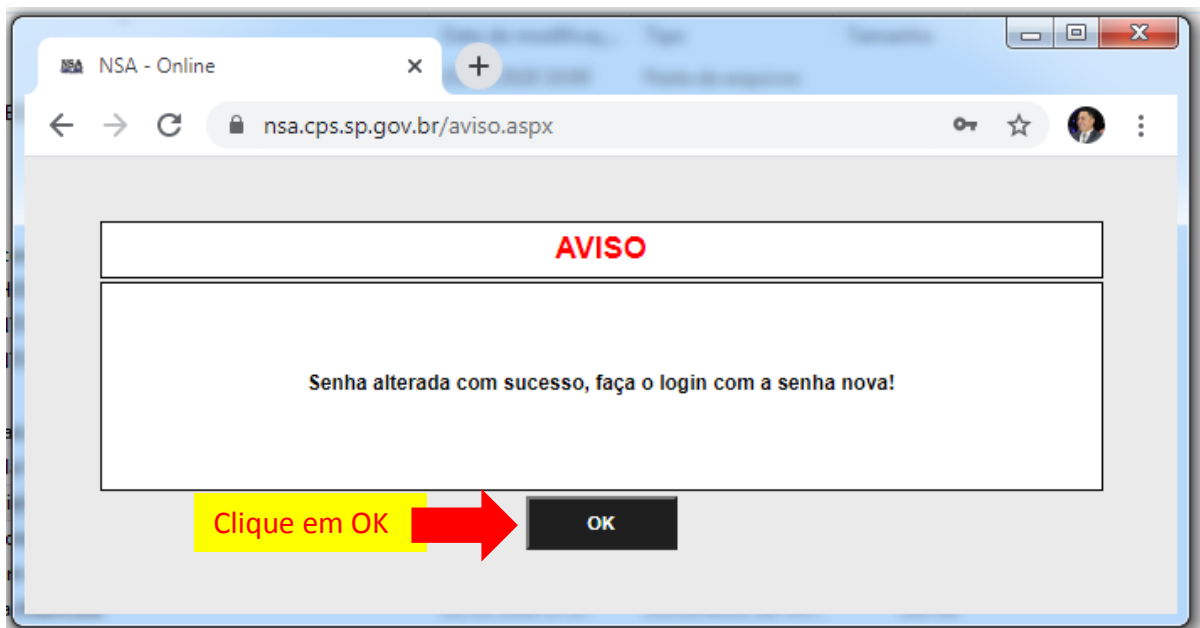 NSA NSA - Online
nsa.cps.sp.gov.br/aviso.aspx
AVISO
Senha alterada com sucesso, faça o login com a senha nova!
Clique em OK
OK